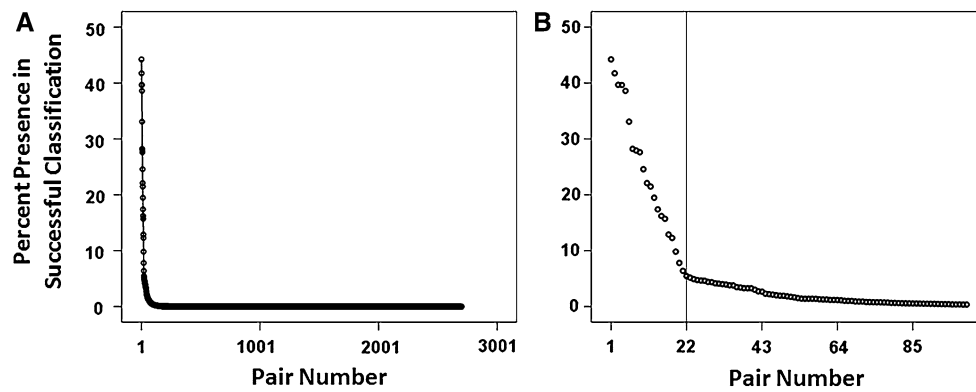 A
B
Percent Presence in
Successful Classification
50
40
30
20
10
0
1 1001 2001 3001
Pair Number
50
40
30
20
10
0
1 22 43 64 85
Pair Number